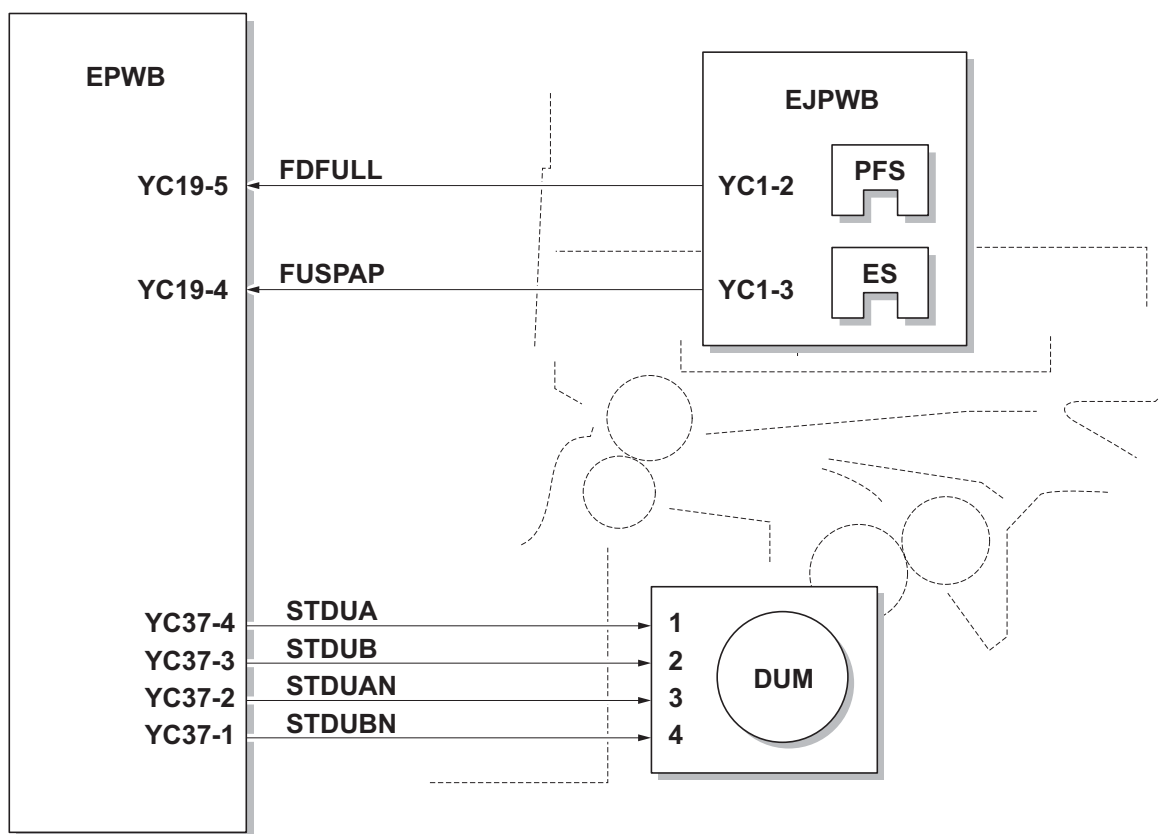 EPWB
EJPWB
PFS
YC19-5
FDFULL
YC1-2
ES
YC19-4
FUSPAP
YC1-3
YC37-4
STDUA
1
YC37-3
STDUB
2
YC37-2
STDUAN
3
YC37-1
STDUBN
4
DUM